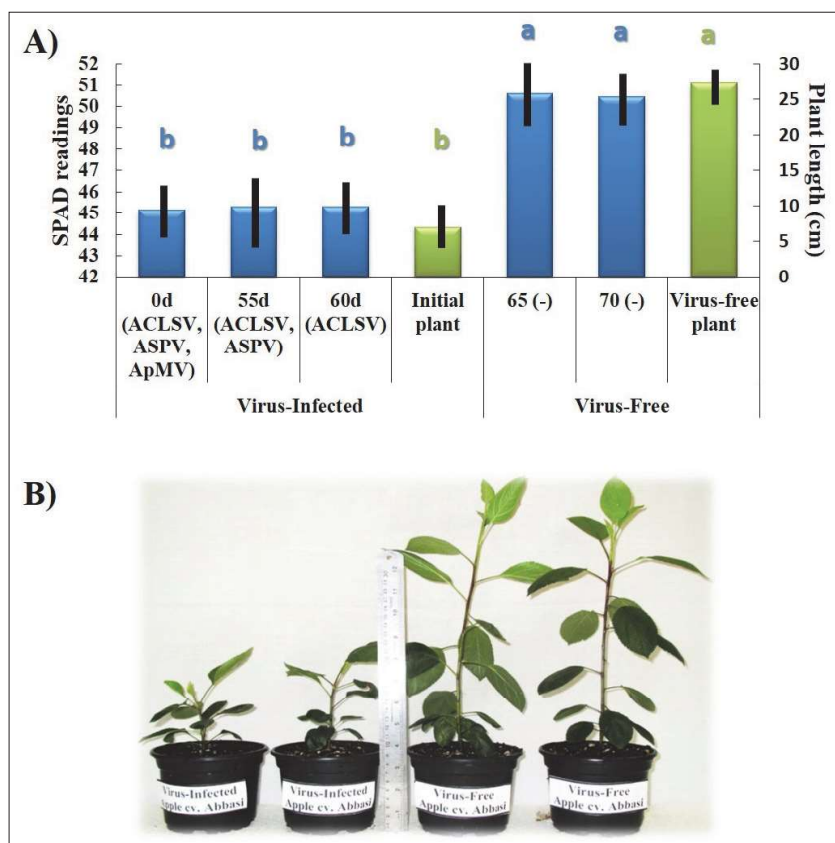 A)
a a a
b b b b
SPAD readings
52
51
50
49
48
47
46
45
44
43
42
Plant length (cm)
30
25
20
15
10
5
0
0d
(ACLSV,
ASPV,
ApMV)
55d
(ACLSV,
ASPV)
60d
(ACLSV)
Initial
plant
65 (-)
70 (-)
Virus-free
plant
Virus-Infected
Virus-Free
B)
Virus-Infected
Apple cv. Abbasi
Virus-Infected
Apple cv. Abbasi
Virus-Free
Apple cv. Abbasi
Virus-Free
Apple cv. Abbasi